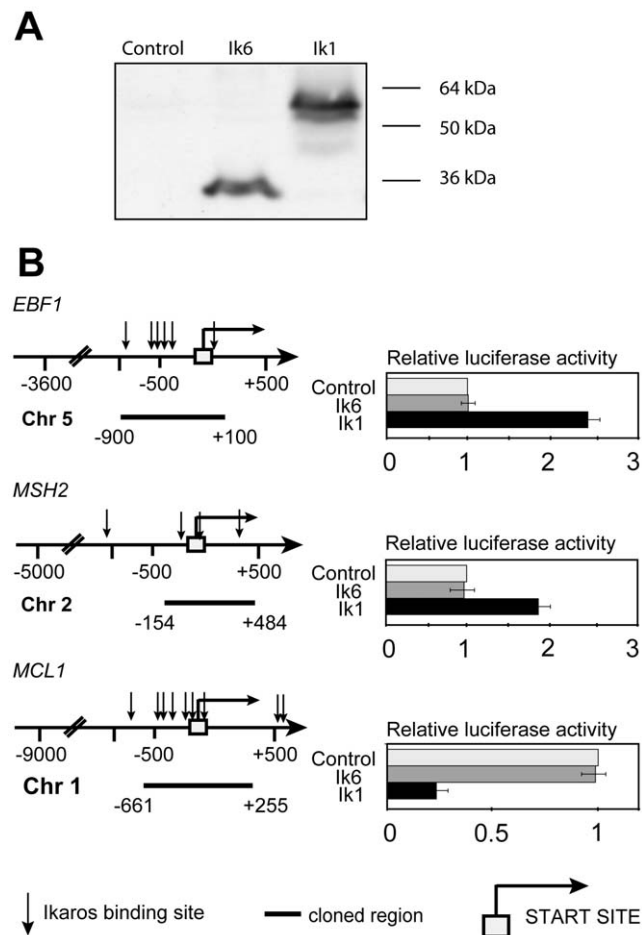 A
Control Ik6 Ik1
64 kDa
50 kDa
36 kDa
B
EBF1
-3600 -500 +500
Chr 5
-900 +100
Relative luciferase activity
Control
Ik6
Ik1
0 1 2 3
MSH2
-5000 -500 +500
Chr 2
-154 +484
Relative luciferase activity
Control
Ik6
Ik1
0 1 2 3
MCL1
-9000 -500 +500
Chr 1
-661 +255
Relative luciferase activity
Control
Ik6
Ik1
0 0.5 1
Ikaros binding site cloned region START SITE